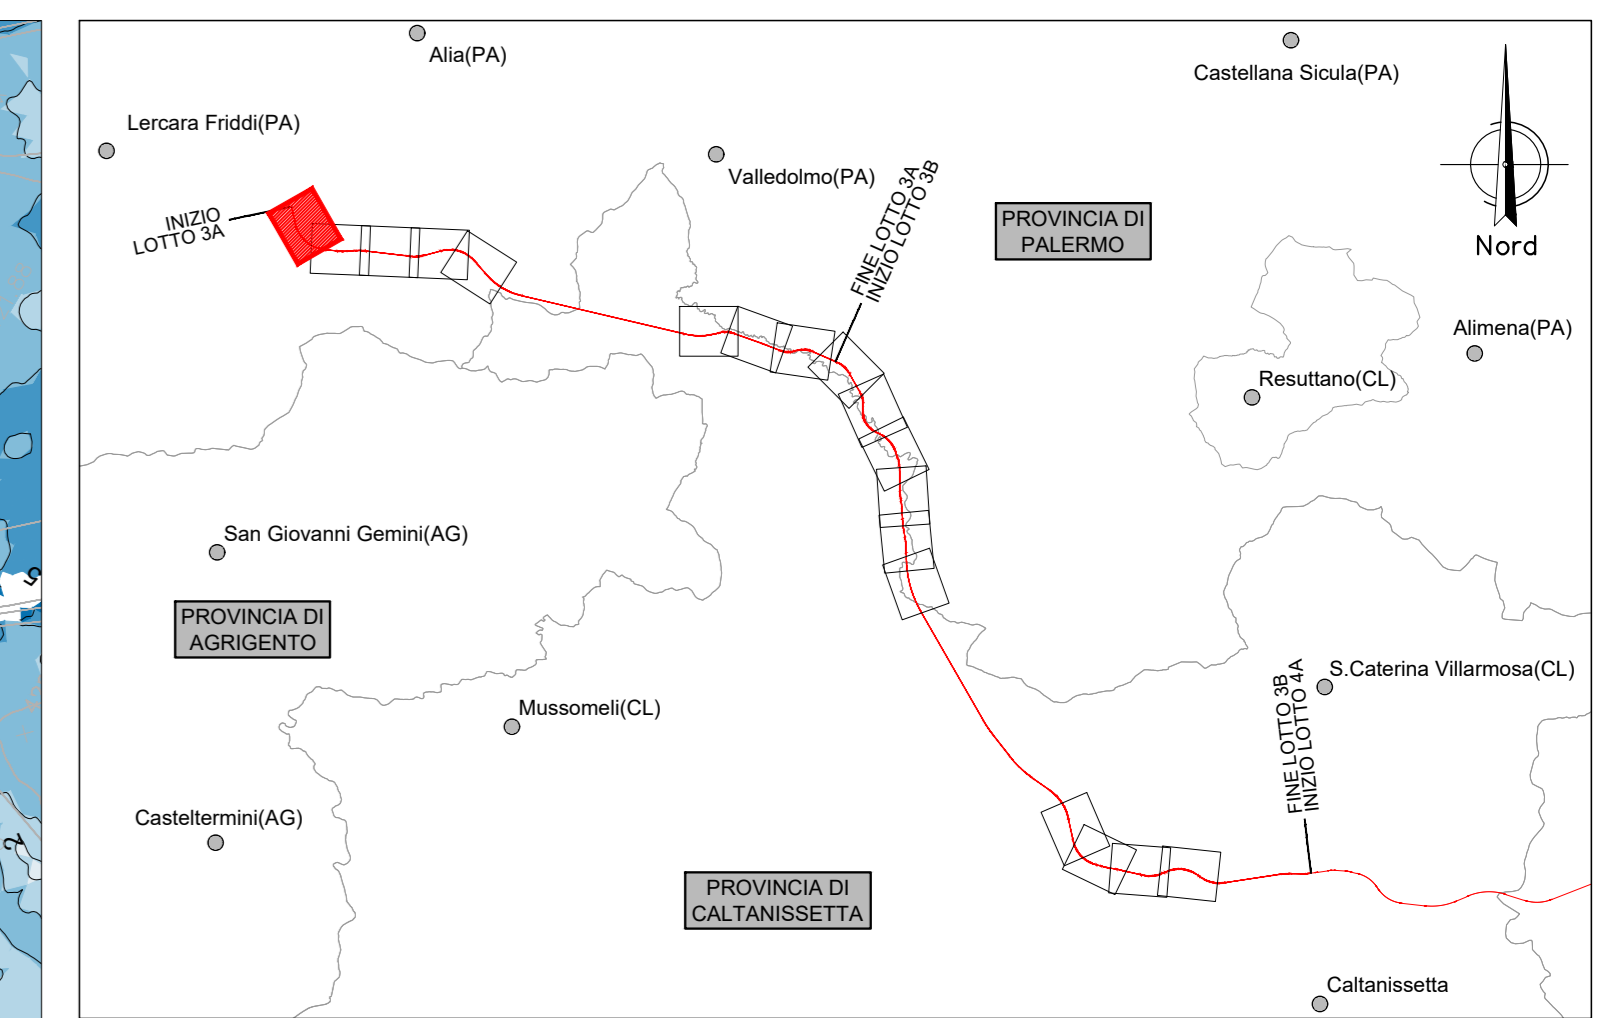 Alia(PA)
Castellana Sicula(PA)
Lercara Friddi(PA)
Valledolmo(PA)
INIZIO
LOTTO 3A
FINE LOTTO 3A
INIZIO LOTTO 3B
PROVINCIA DI
PALERMO
Nord
Alimena(PA)
Resuttano(CL)
San Giovanni Gemini(AG)
PROVINCIA DI
AGRIGENTO
S.Caterina Villarmosa(CL)
Mussomeli(CL)
FINE LOTTO 3B
INIZIO LOTTO 4A
Casteltermini(AG)
PROVINCIA DI
CALTANISSETTA
Caltanissetta